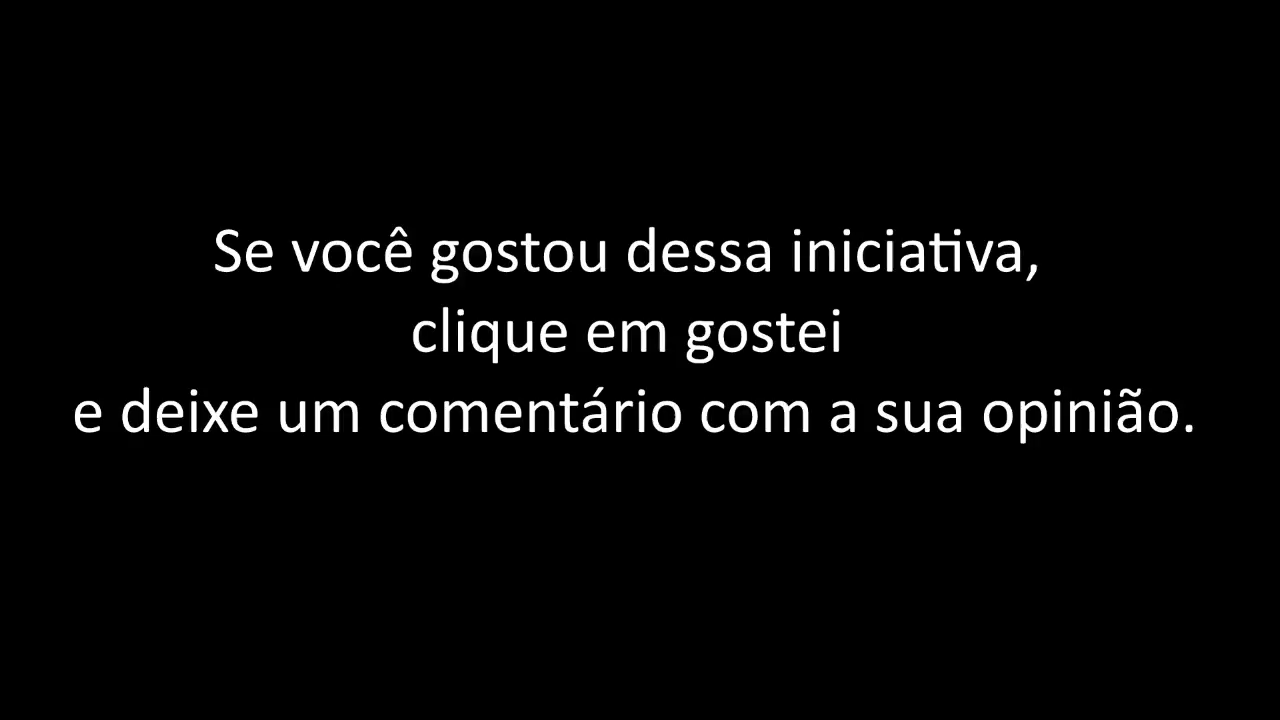 Se você gostou dessa iniciativa,
clique em gostei
e deixe um comentário com a sua opinião.